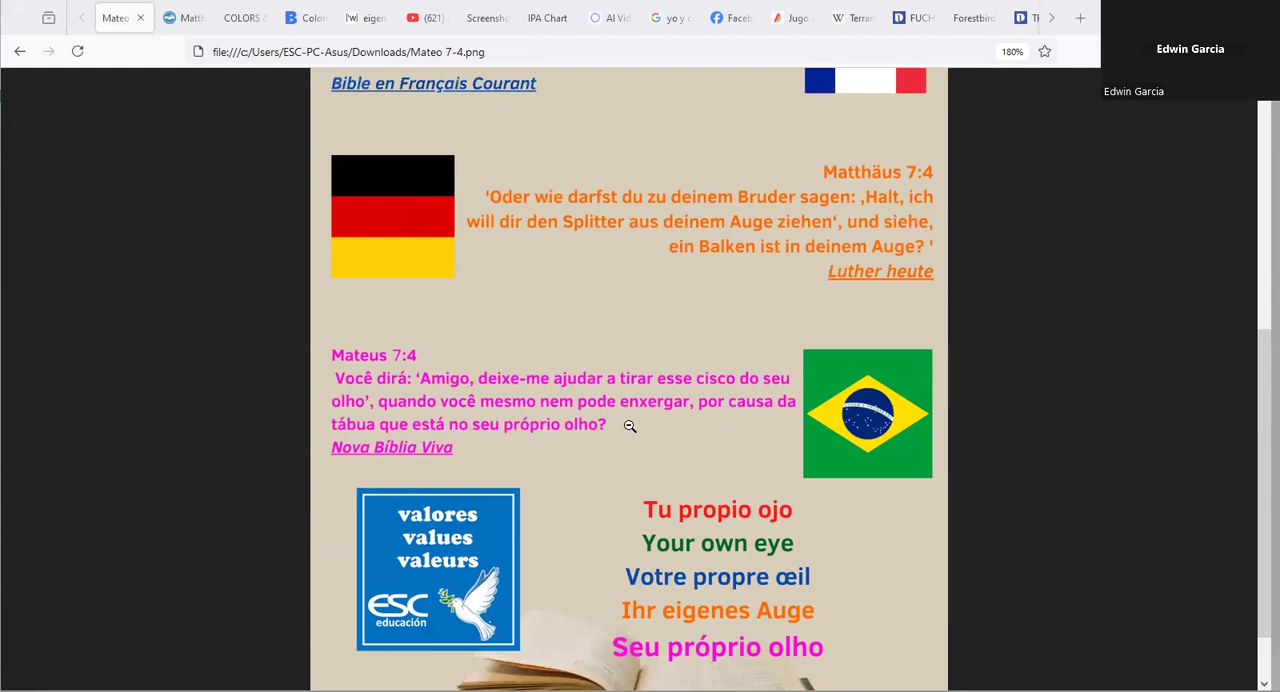 Mateo
Matth
COLORS &
Color
eigen
(621)
Screensho
IPA Chart
AI Vid
yo y c
Faceb
Jugo
Terran
FUCH
Forestbird
Th
file:///c:/Users/ESC-PC-Asus/Downloads/Mateo 7-4.png
180%
Edwin Garcia
Edwin Garcia
Bible en Français Courant
Matthäus 7:4
'Oder wie darfst du zu deinem Bruder sagen: ‚Halt, ich
will dir den Splitter aus deinem Auge ziehen‘, und siehe,
ein Balken ist in deinem Auge? '
Luther heute
Mateus 7:4
Você dirá: ‘Amigo, deixe-me ajudar a tirar esse cisco do seu
olho’, quando você mesmo nem pode enxergar, por causa da
tábua que está no seu próprio olho?
Nova Bíblia Viva
valores
values
valeurs
ESC
educación
Tu propio ojo
Your own eye
Votre propre œil
Ihr eigenes Auge
Seu próprio olho